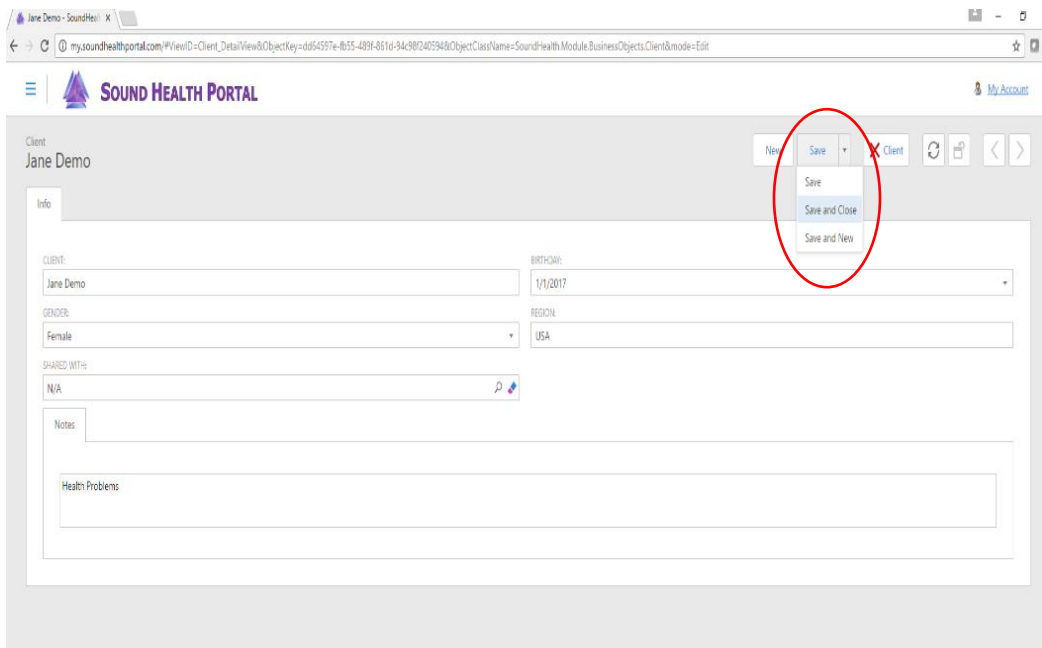 Jane Demo - SoundHeal
my.soundhealthportal.com/#ViewID=Client_DetailView&ObjectKey=dd64597e-fb55-489f-861d-94c98f240594&ObjectClassName=SoundHealth.Module.BusinessObjects.Client&mode=Edit
SOUND HEALTH PORTAL
My Account
Client
Jane Demo
New Save Client
Save
Save and Close
Save and New
Info
CLIENT: BIRTHDAY:
Jane Demo 1/1/2017
GENDER: REGION:
Female USA
SHARED WITH:
N/A
Notes
Health Problems